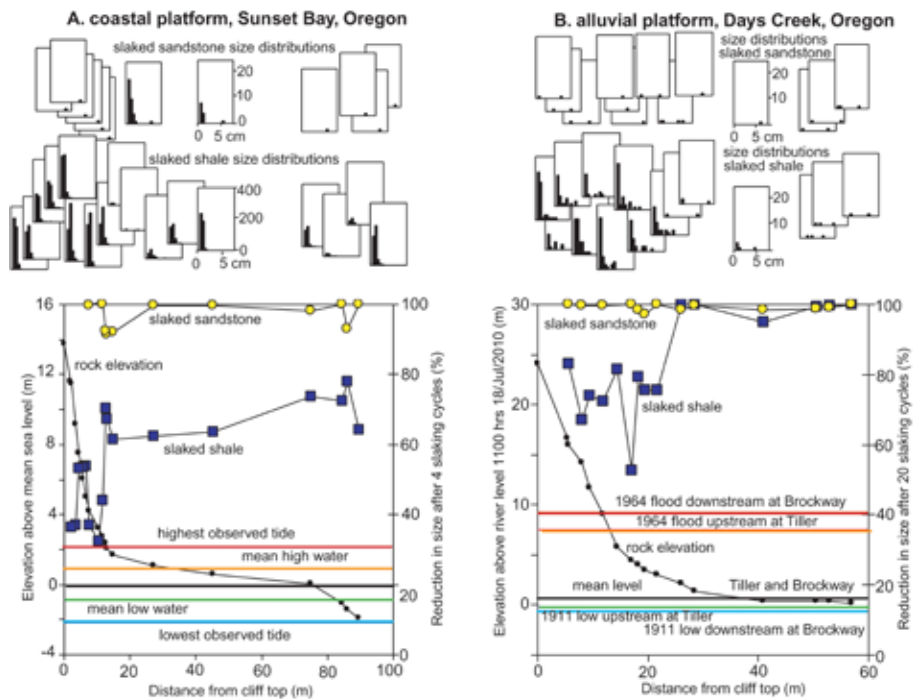 A. coastal platform, Sunset Bay, Oregon
slaked sandstone size distributions
20
10
0
0 5 cm
slaked shale size distributions
400
200
0
0 5 cm
16
12
8
4
0
-4
Elevation above mean sea level (m)
100
80
60
40
20
0
Reduction in size after 4 slaking cycles (%)
slaked sandstone
rock elevation
slaked shale
highest observed tide
mean high water
mean low water
lowest observed tide
0 20 40 60 80 100
Distance from cliff top (m)
B. alluvial platform, Days Creek, Oregon
size distributions
slaked sandstone
20
10
0 5 cm
size distributions
slaked shale
20
10
0 5 cm
30
20
10
0
Elevation above river level 1100 hrs 18/Jul/2010 (m)
100
80
60
40
20
0
Reduction in size after 20 slaking cycles (%)
slaked sandstone
slaked shale
1964 flood downstream at Brockway
1964 flood upstream at Tiller
rock elevation
mean level
Tiller and Brockway
1911 low upstream at Tiller
1911 low downstream at Brockway
0 20 40 60
Distance from cliff top (m)